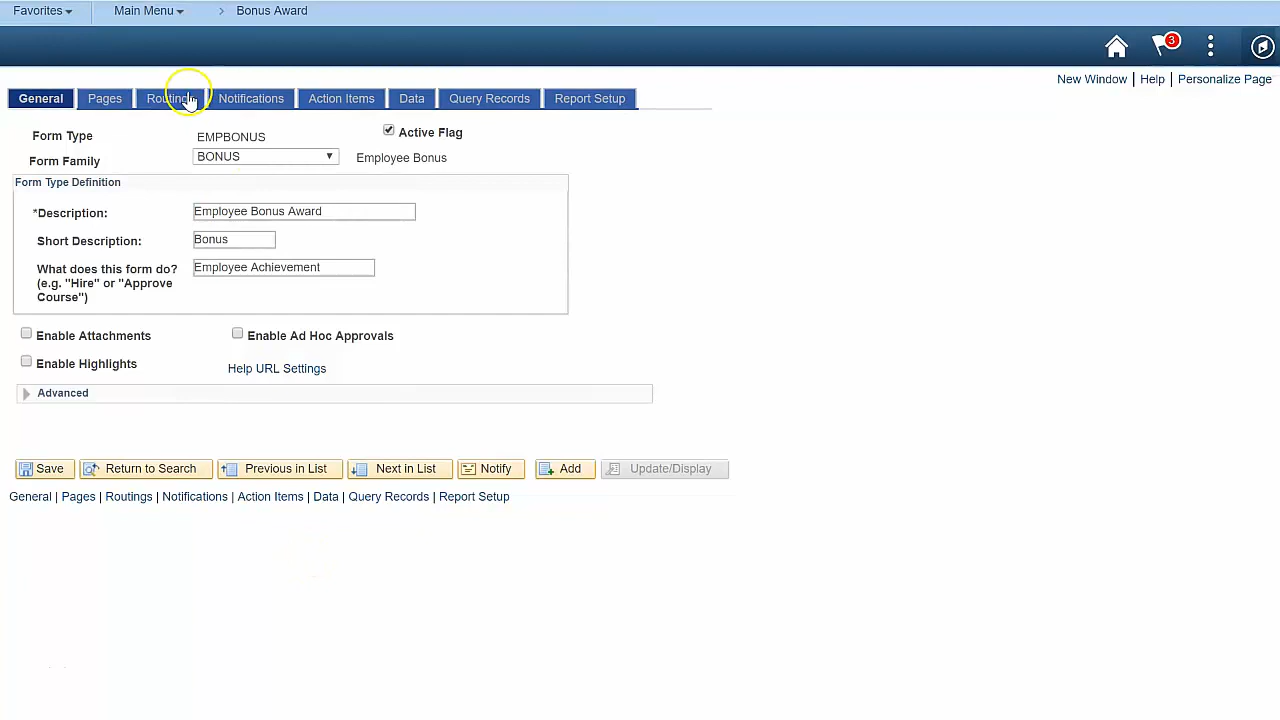 Favorites Main Menu > Bonus Award
3
New Window | Help | Personalize Page
General Pages Routings Notifications Action Items Data Query Records Report Setup
Form Type EMPBONUS Active Flag
Form Family BONUS Employee Bonus
Form Type Definition
*Description: Employee Bonus Award
Short Description: Bonus
What does this form do? Employee Achievement
(e.g. "Hire" or "Approve
Course")
Enable Attachments Enable Ad Hoc Approvals
Enable Highlights Help URL Settings
Advanced
Save Return to Search Previous in List Next in List Notify Add Update/Display
General | Pages | Routings | Notifications | Action Items | Data | Query Records | Report Setup